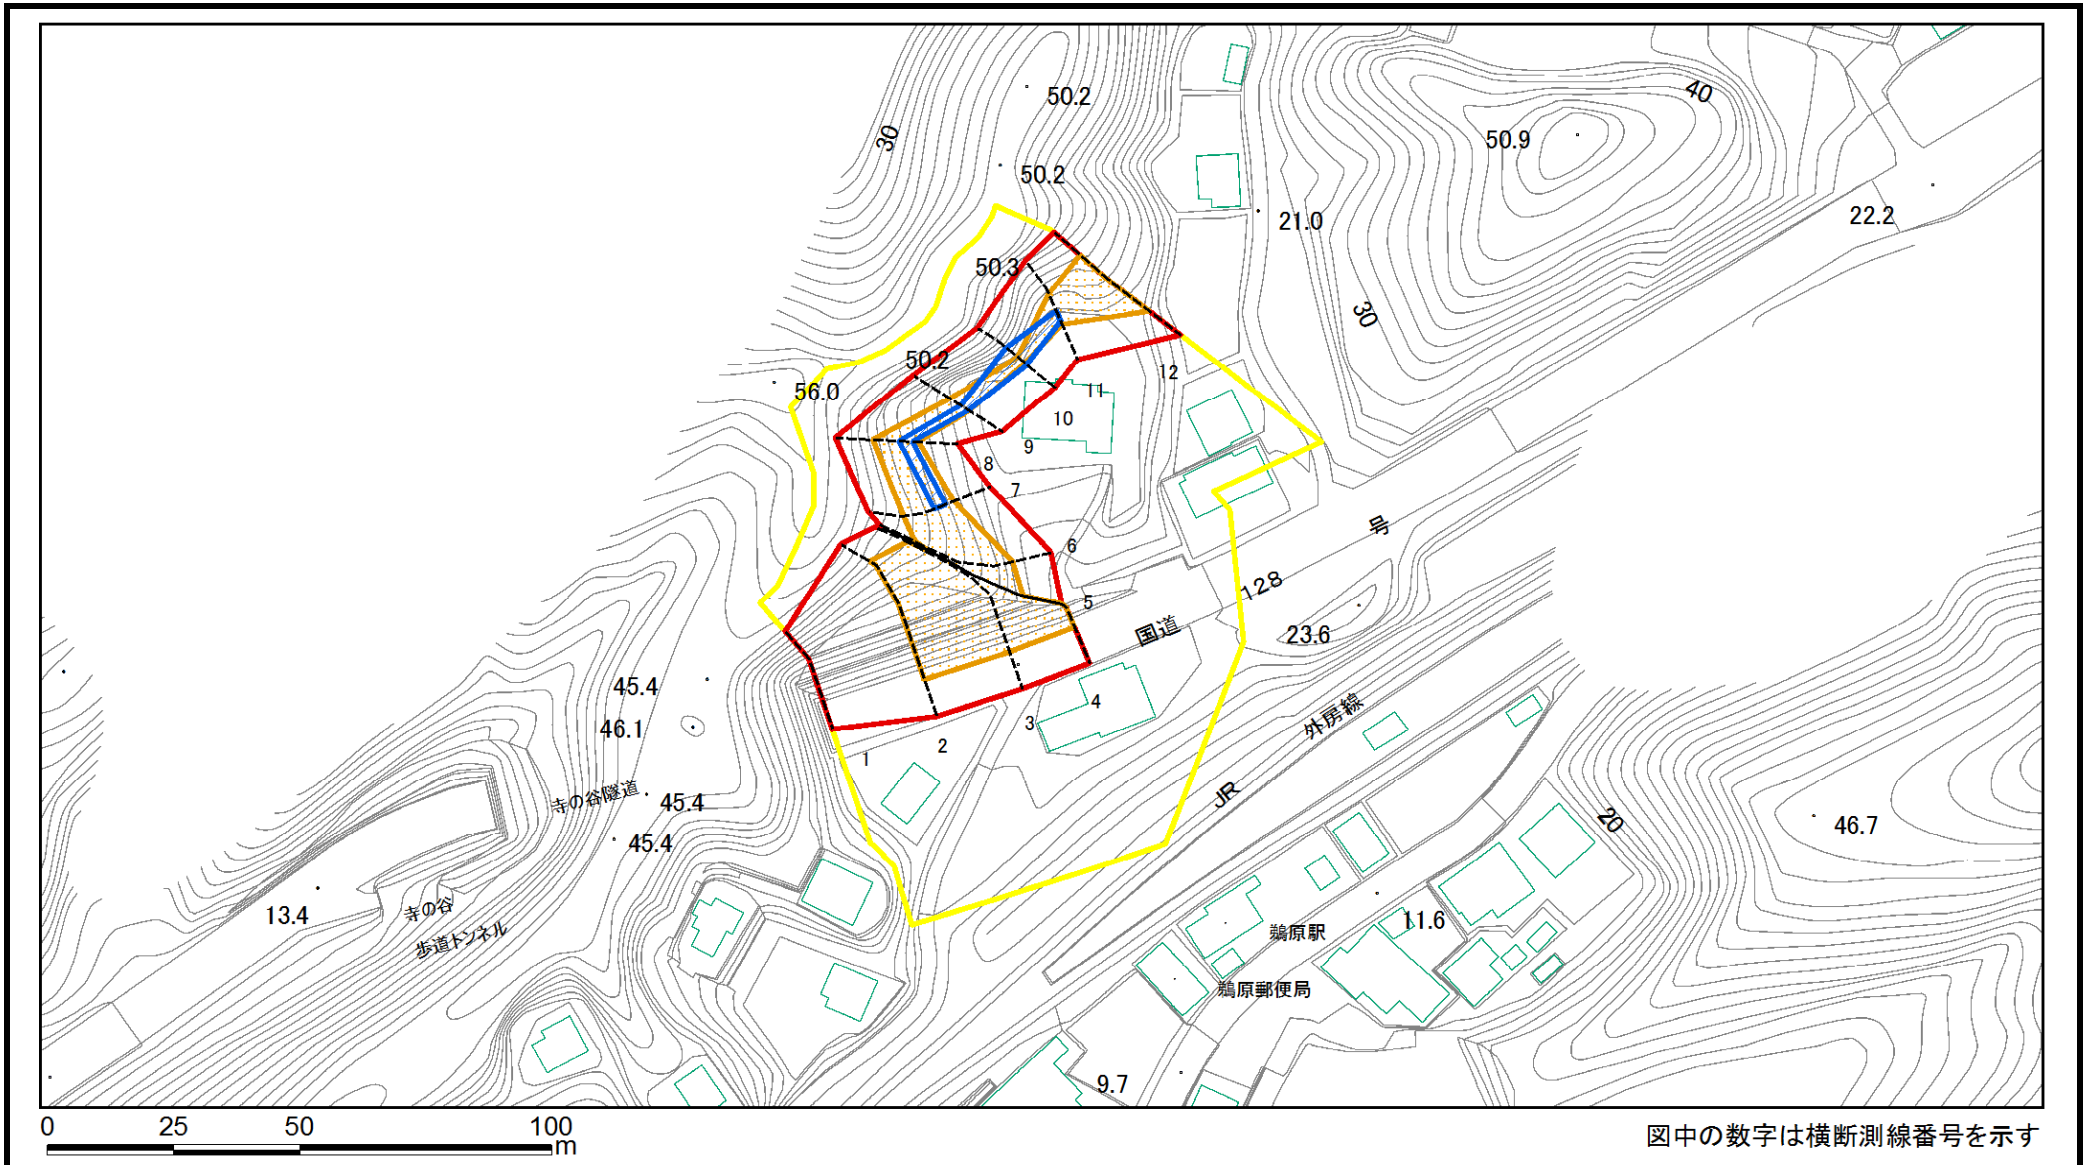 50.2
30
40
50.9
50.2
21.0
22.2
50.3
30
50.2
56.0
12
11
10
9
8
7
6
5
号
128
国道
23.6
45.4
46.1
4
3
2
1
外房線
JR
寺の谷隧道
45.4
45.4
20
46.7
13.4
寺の谷
歩道トンネル
11.6
鵜原駅
鵜原郵便局
9.7
0 25 50 100
m
図中の数字は横断測線番号を示す